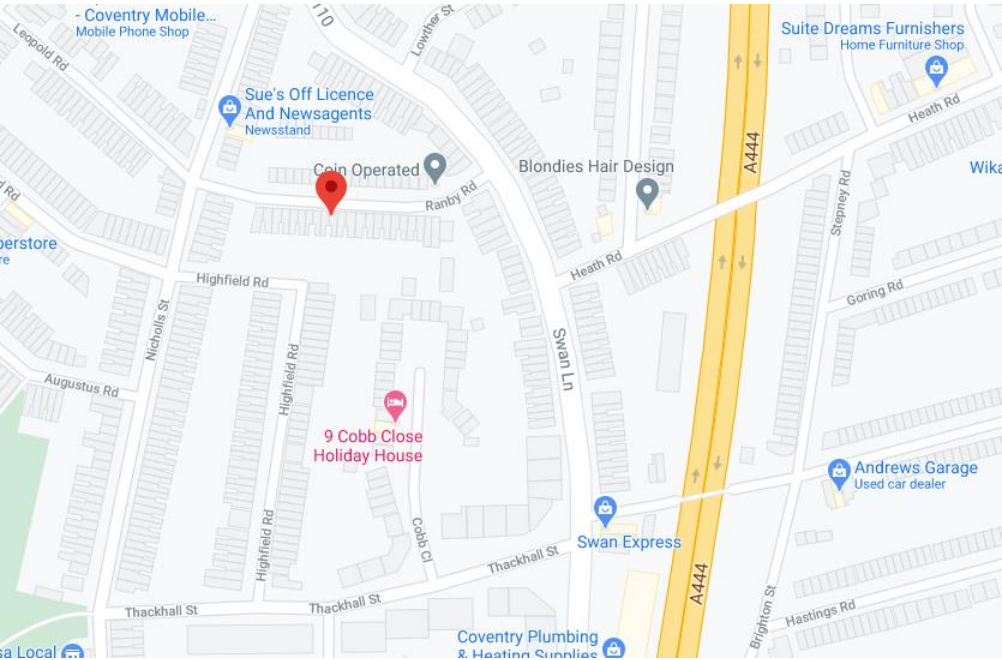 - Coventry Mobile...
Mobile Phone Shop
110
Lowther St
Suite Dreams Furnishers
Home Furniture Shop
Leopold Rd
Sue's Off Licence
And Newsagents
Newsstand
Heath Rd
A444
Coin Operated
Blondies Hair Design
Wika
Ranby Rd
Stepney Rd
d Rd
perstore
re
Heath Rd
Highfield Rd
Goring Rd
Nicholls St
Swan Ln
Highfield Rd
Augustus Rd
9 Cobb Close
Holiday House
Andrews Garage
Used car dealer
Cobb Cl
Highfield Rd
Swan Express
Thackhall St
A444
Thackhall St
Thackhall St
Brighton St
Hastings Rd
Coventry Plumbing
& Heating Supplies
sa Local